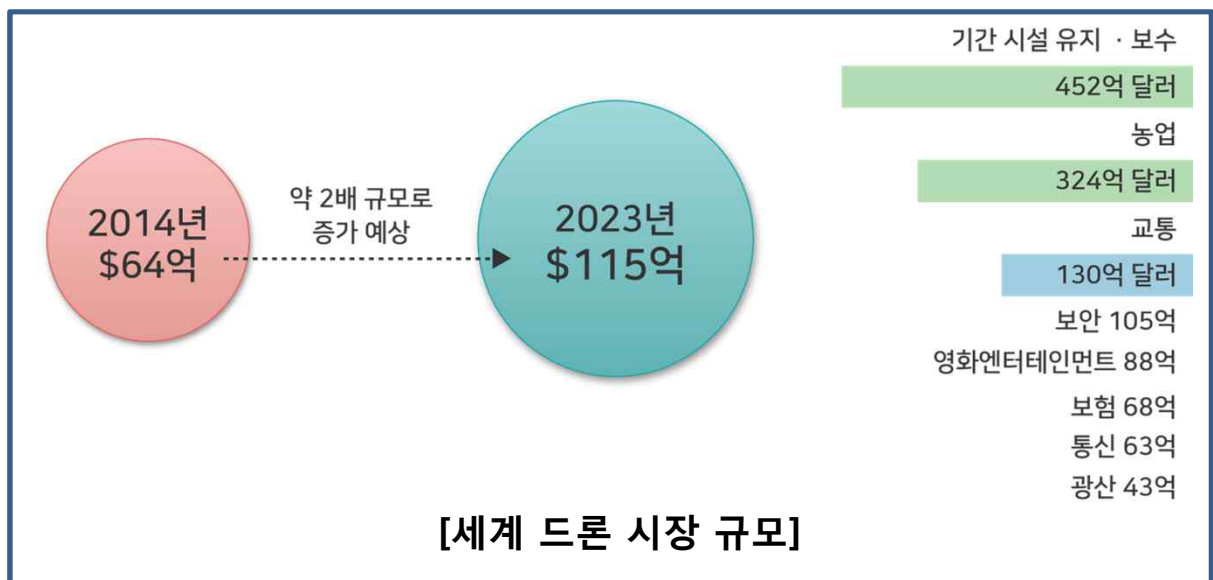 2014년
$64억
약 2배 규모로
증가 예상
2023년
$115억
기간 시설 유지 · 보수
452억 달러
농업
324억 달러
교통
130억 달러
보안 105억
영화엔터테인먼트 88억
보험 68억
통신 63억
광산 43억
[세계 드론 시장 규모]